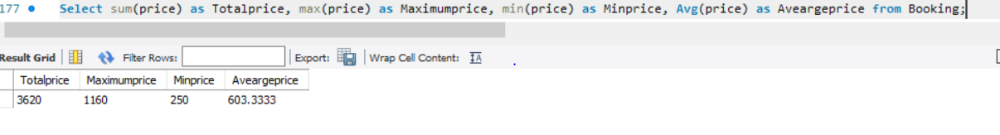 177 Select sum(price) as Totalprice, max(price) as Maximumprice, min(price) as Minprice, Avg(price) as Aveargeprice from Booking;
Result Grid Filter Rows: Export: Wrap Cell Content: IA
Totalprice Maximumprice Minprice Aveargeprice
3620 1160 250 603.3333